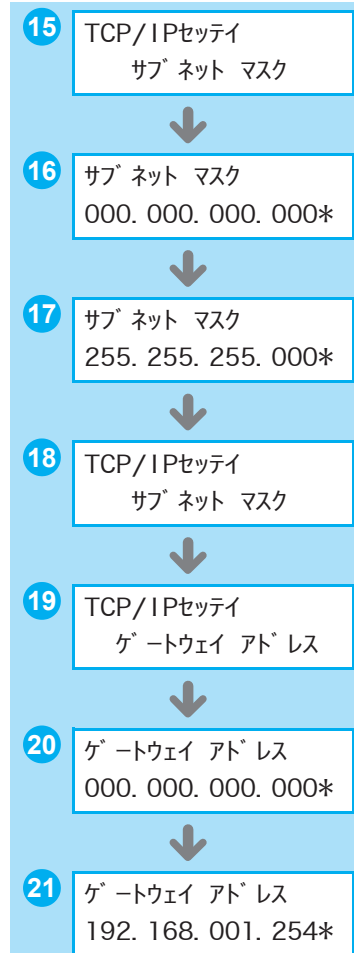 15
TCP/IPセッテイ
サブネット マスク
16
サブネット マスク
000. 000. 000. 000*
17
サブネット マスク
255. 255. 255. 000*
18
TCP/IPセッテイ
サブネット マスク
19
TCP/IPセッテイ
ゲートウェイ アドレス
20
ゲートウェイ アドレス
000. 000. 000. 000*
21
ゲートウェイ アドレス
192. 168. 001. 254*